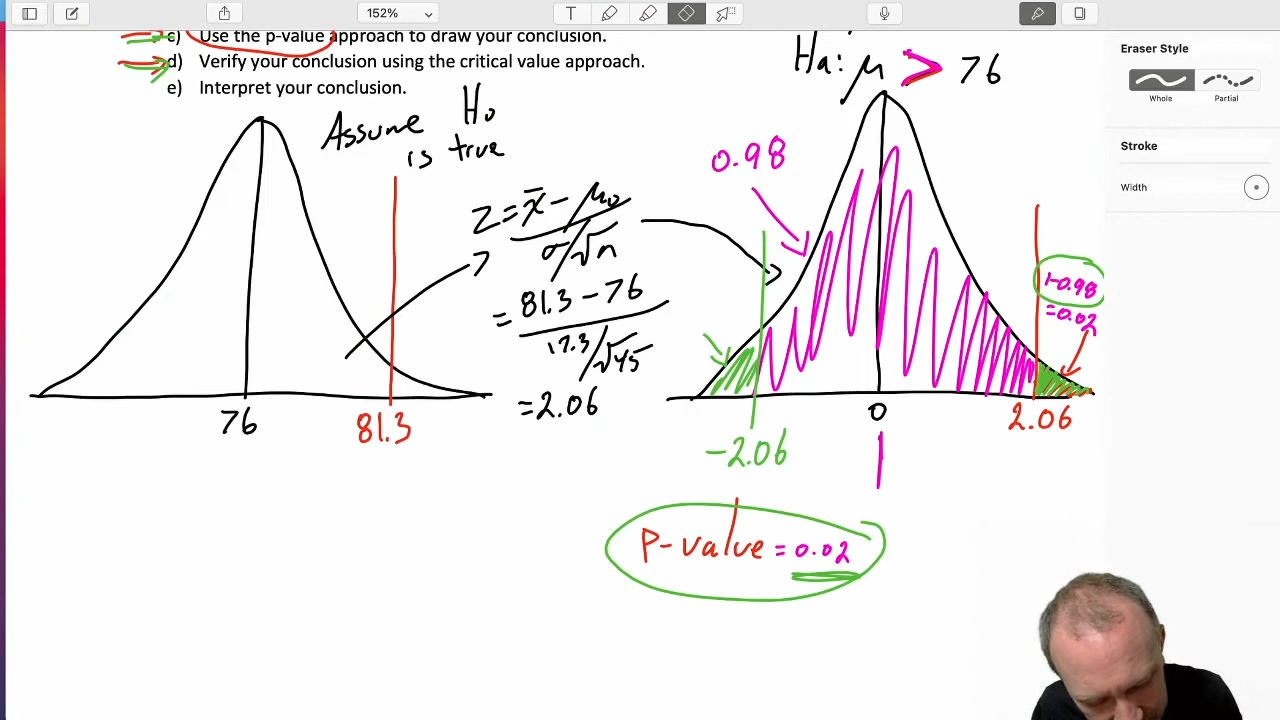 152%
T
c) Use the p-value approach to draw your conclusion.
d) Verify your conclusion using the critical value approach.
e) Interpret your conclusion.
Ha: μ > 76
Eraser Style
Whole
Partial
Stroke
Width
Assume H₀
is true
76
81.3
Z = x̄ - μ₀
σ/√n
= 81.3 - 76
17.3/√45
= 2.06
0.98
1-0.98
=0.02
0
2.06
-2.06
P-value = 0.02